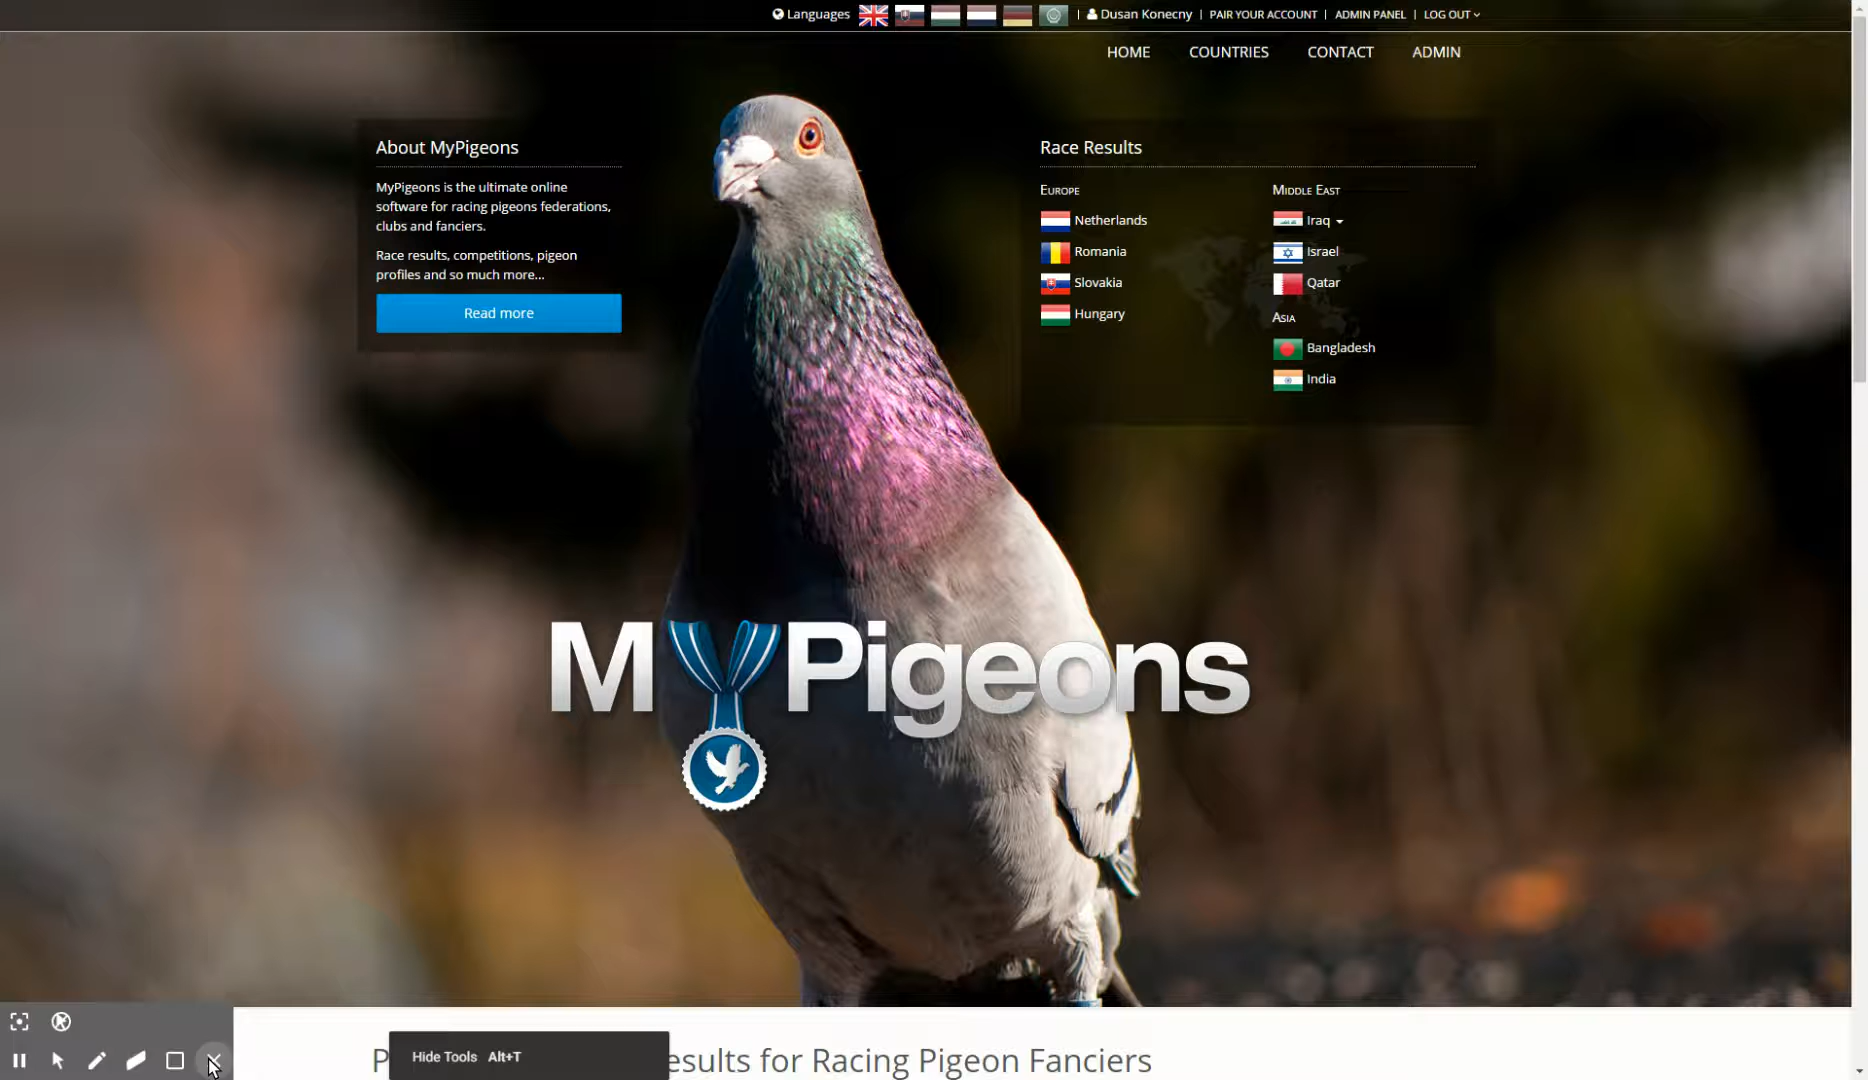 Languages | Dusan Konecny | PAIR YOUR ACCOUNT | ADMIN PANEL | LOG OUT
HOME COUNTRIES CONTACT ADMIN
About MyPigeons
MyPigeons is the ultimate online
software for racing pigeons federations,
clubs and fanciers.
Race results, competitions, pigeon
profiles and so much more...
Read more
Race Results
EUROPE
Netherlands
Romania
Slovakia
Hungary
MIDDLE EAST
Iraq
Israel
Qatar
ASIA
Bangladesh
India
MYPigeons
Hide Tools Alt+T
esults for Racing Pigeon Fanciers